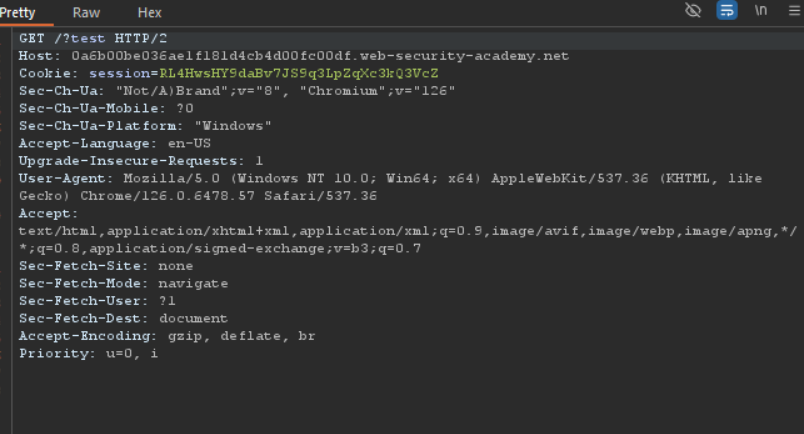 Pretty Raw Hex \n
GET /?test HTTP/2
Host: 0a6b00be036ae1f181d4cb4d00fc00df.web-security-academy.net
Cookie: session=RL4HwsHY9daBv7JS9q3LpZqXc3kQ3VcZ
Sec-Ch-Ua: "Not/A)Brand";v="8", "Chromium";v="126"
Sec-Ch-Ua-Mobile: ?0
Sec-Ch-Ua-Platform: "Windows"
Accept-Language: en-US
Upgrade-Insecure-Requests: 1
User-Agent: Mozilla/5.0 (Windows NT 10.0; Win64; x64) AppleWebKit/537.36 (KHTML, like
Gecko) Chrome/126.0.6478.57 Safari/537.36
Accept:
text/html,application/xhtml+xml,application/xml;q=0.9,image/avif,image/webp,image/apng,*/
*;q=0.8,application/signed-exchange;v=b3;q=0.7
Sec-Fetch-Site: none
Sec-Fetch-Mode: navigate
Sec-Fetch-User: ?1
Sec-Fetch-Dest: document
Accept-Encoding: gzip, deflate, br
Priority: u=0, i